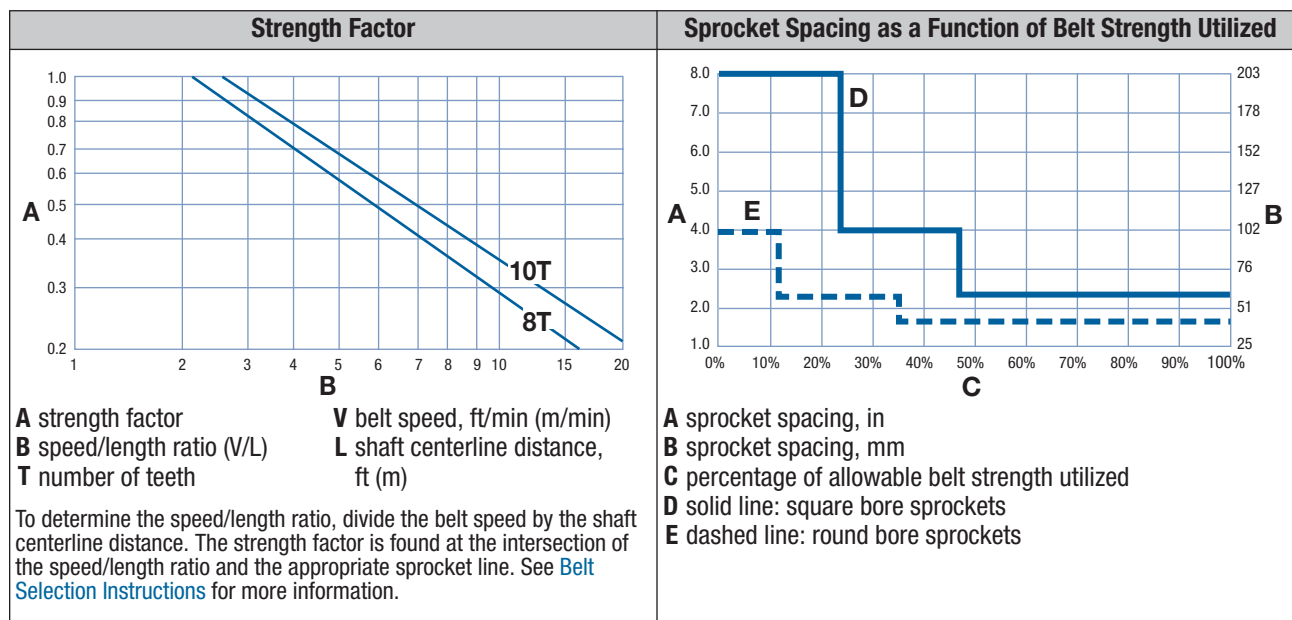 Strength Factor
Sprocket Spacing as a Function of Belt Strength Utilized
1.0
0.9
0.8
0.7
0.6
0.5
0.4
0.3
0.2
A
1 2 3 4 5 6 7 8 9 10 15 20
B
10T
8T
A strength factor
B speed/length ratio (V/L)
T number of teeth
V belt speed, ft/min (m/min)
L shaft centerline distance,
ft (m)
To determine the speed/length ratio, divide the belt speed by the shaft
centerline distance. The strength factor is found at the intersection of
the speed/length ratio and the appropriate sprocket line. See Belt
Selection Instructions for more information.
8.0
7.0
6.0
5.0
4.0
3.0
2.0
1.0
A
D
E
203
178
152
127
102
76
51
25
B
0% 10% 20% 30% 40% 50% 60% 70% 80% 90% 100%
C
A sprocket spacing, in
B sprocket spacing, mm
C percentage of allowable belt strength utilized
D solid line: square bore sprockets
E dashed line: round bore sprockets